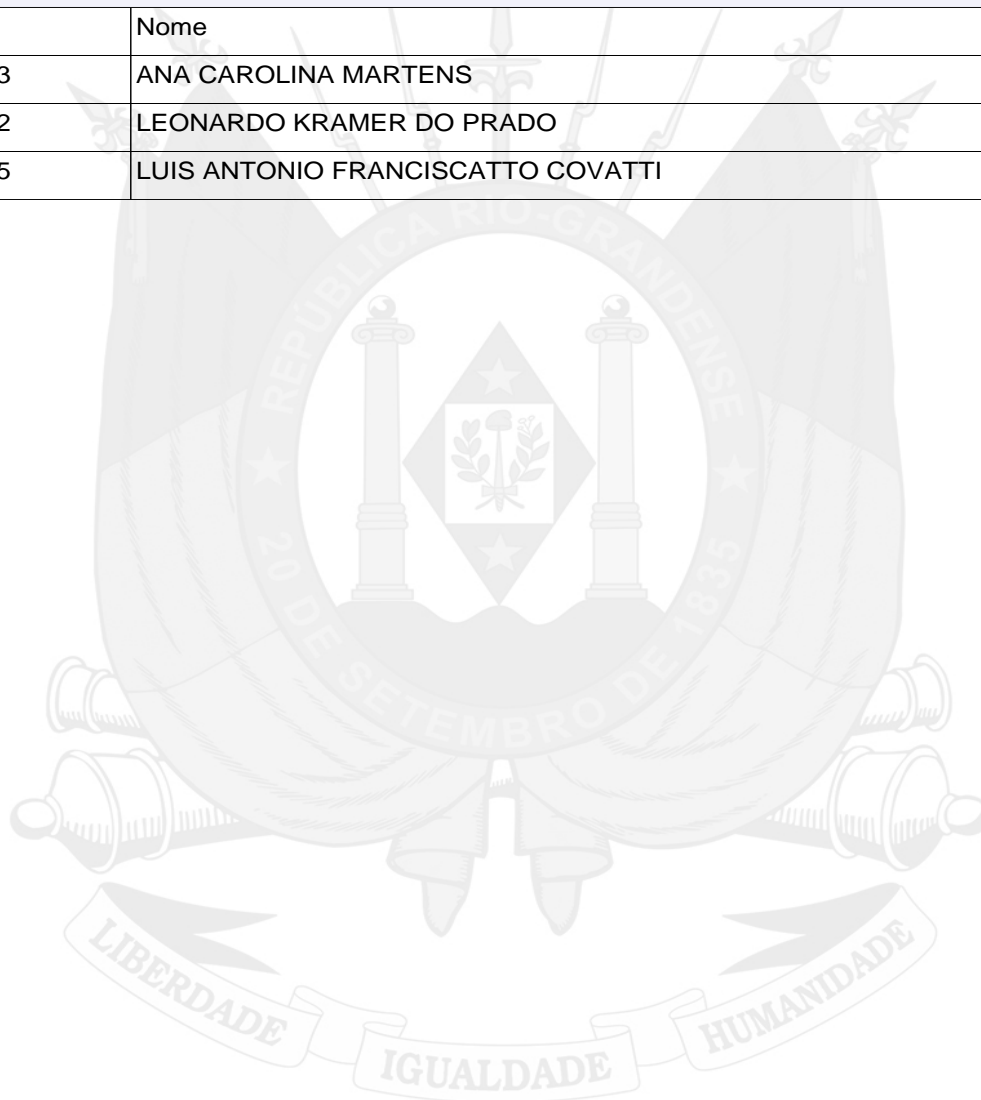 Nome
3 ANA CAROLINA MARTENS
2 LEONARDO KRAMER DO PRADO
5 LUIS ANTONIO FRANCISCATTO COVATTI
REPÚBLICA RIO-GRANDENSE
20 DE SETEMBRO DE 1835
LIBERDADE IGUALDADE HUMANIDADE